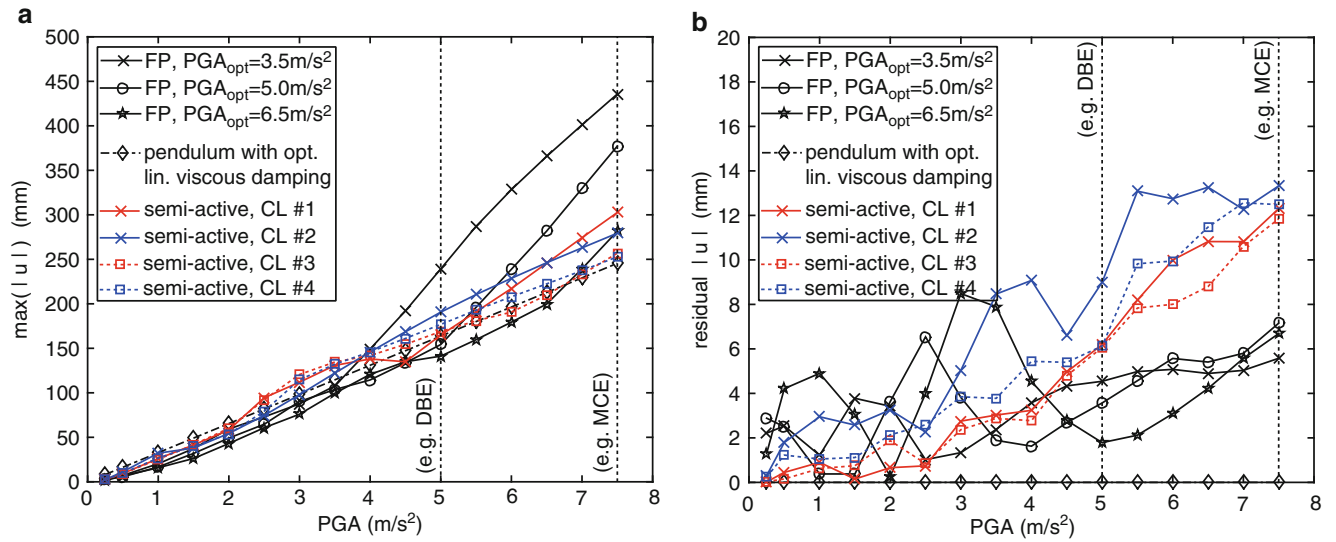 a
500
450
400
350
300
250
200
150
100
50
0
max( | u | ) (mm)
FP, PGAopt=3.5m/s²
FP, PGAopt=5.0m/s²
FP, PGAopt=6.5m/s²
pendulum with opt.
lin. viscous damping
semi-active, CL #1
semi-active, CL #2
semi-active, CL #3
semi-active, CL #4
(e.g. DBE)
(e.g. MCE)
0 1 2 3 4 5 6 7 8
PGA (m/s²)
b
20
18
16
14
12
10
8
6
4
2
0
residual | u | (mm)
FP, PGAopt=3.5m/s²
FP, PGAopt=5.0m/s²
FP, PGAopt=6.5m/s²
pendulum with opt.
lin. viscous damping
semi-active, CL #1
semi-active, CL #2
semi-active, CL #3
semi-active, CL #4
(e.g. DBE)
(e.g. MCE)
0 1 2 3 4 5 6 7 8
PGA (m/s²)